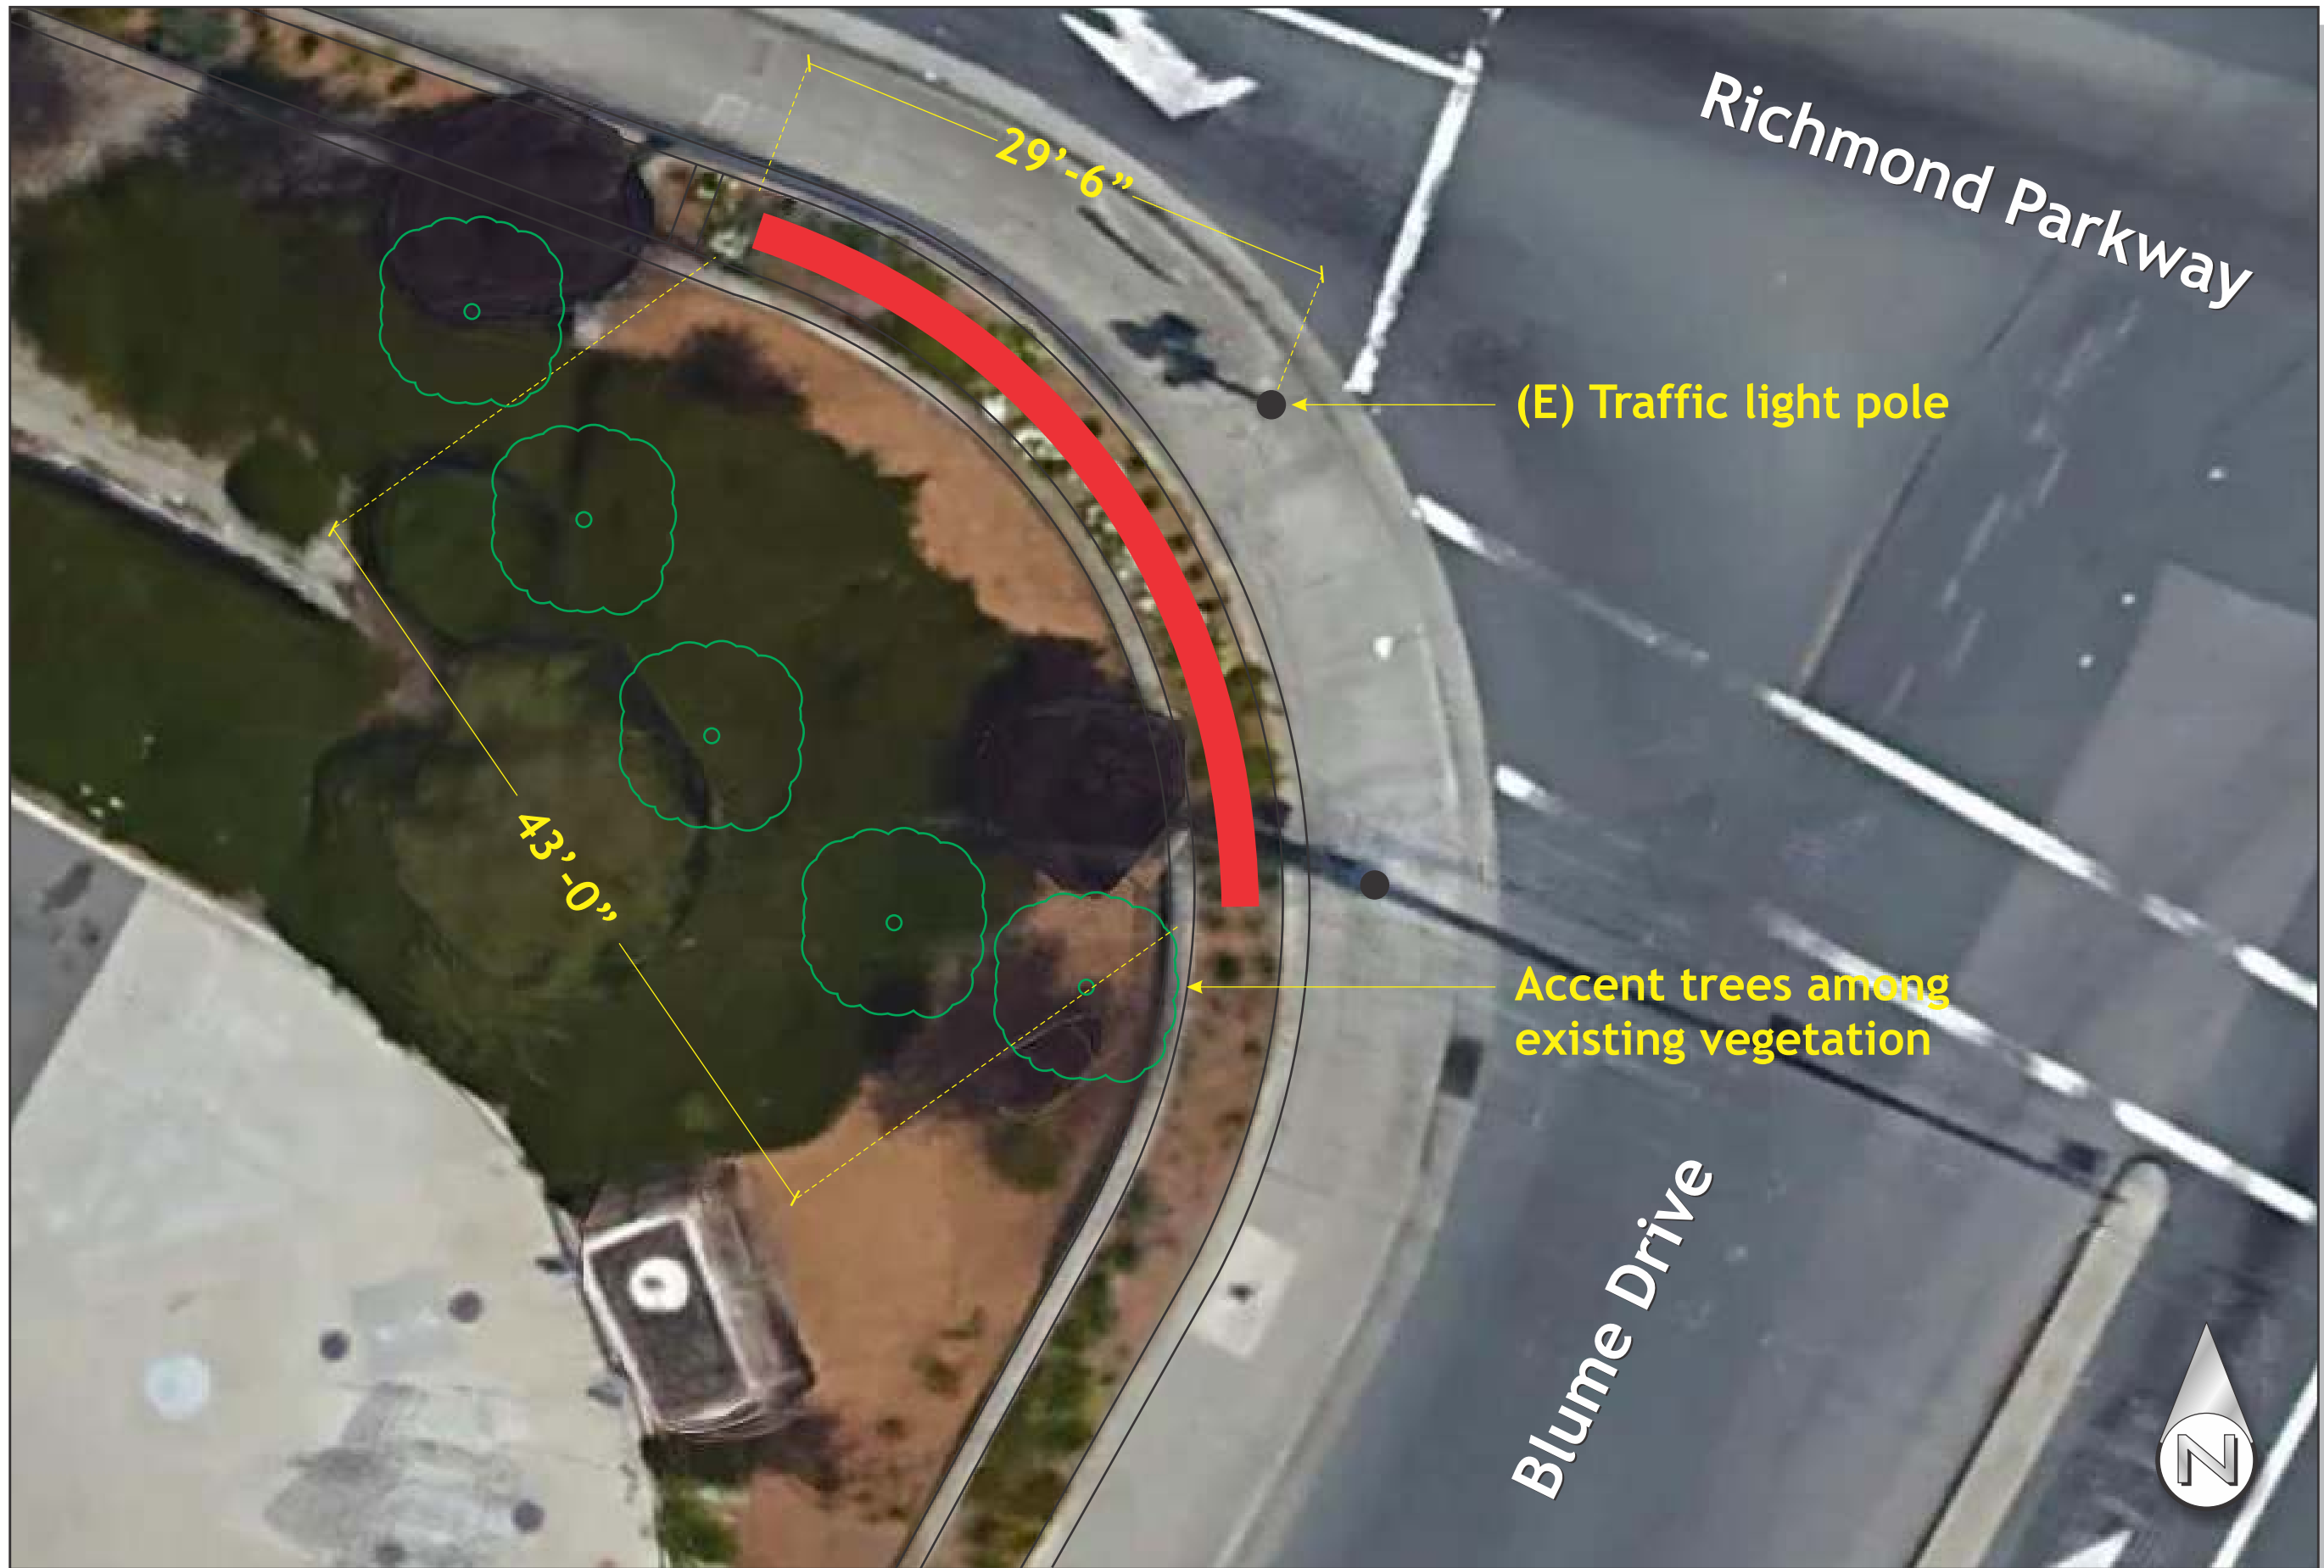 Richmond Parkway
29’-6”
(E) Traffic light pole
43’-0”
Accent trees among
existing vegetation
Blume Drive
N